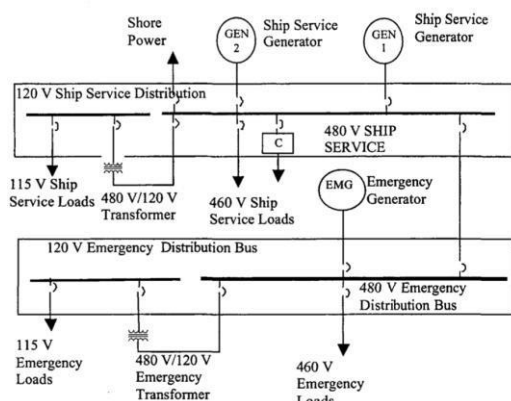 Shore
Power
GEN
2
Ship Service
Generator
GEN
1
Ship Service
Generator
120 V Ship Service Distribution
480 V SHIP
SERVICE
C
115 V Ship
Service Loads
480 V/120 V
Transformer
460 V Ship
Service Loads
EMG
Emergency
Generator
120 V Emergency Distribution Bus
480 V Emergency
Distribution Bus
115 V
Emergency
Loads
480 V/120 V
Emergency
Transformer
460 V
Emergency
Loads